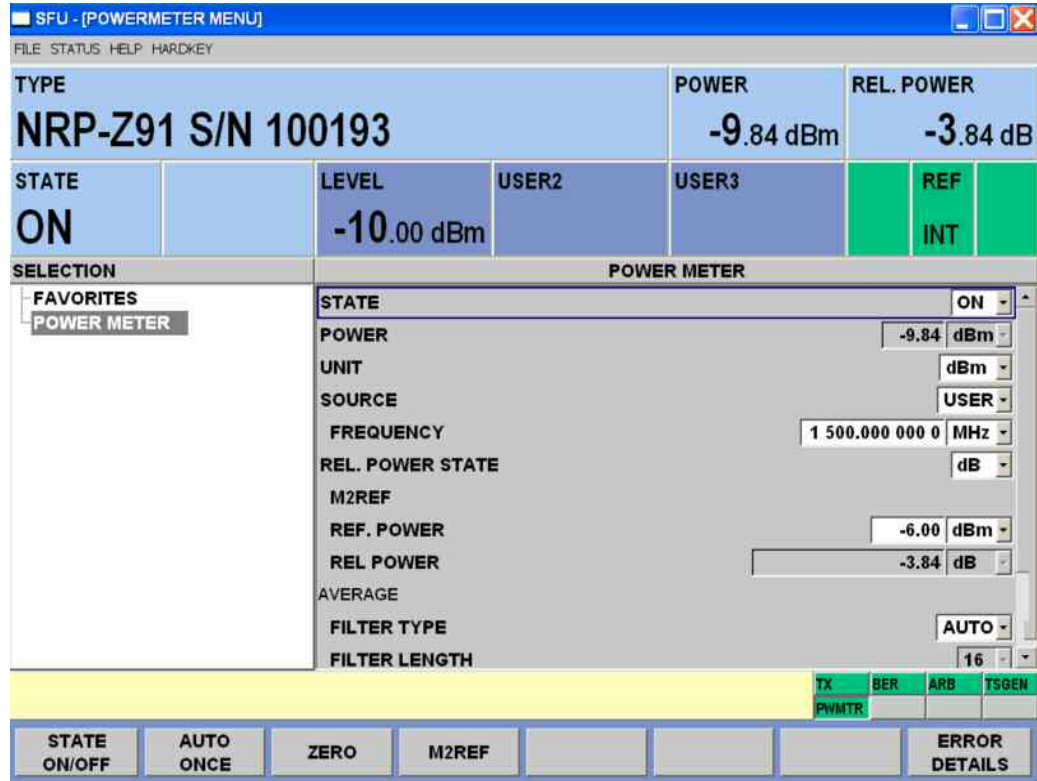 SFU - [POWERMETER MENU]
FILE STATUS HELP HARDKEY
TYPE POWER REL. POWER
NRP-Z91 S/N 100193 -9.84 dBm -3.84 dB
STATE LEVEL USER2 USER3 REF
ON -10.00 dBm INT
SELECTION POWER METER
FAVORITES
POWER METER
STATE ON
POWER -9.84 dBm
UNIT dBm
SOURCE USER
FREQUENCY 1 500.000 000 0 MHz
REL. POWER STATE dB
M2REF
REF. POWER -6.00 dBm
REL POWER -3.84 dB
AVERAGE
FILTER TYPE AUTO
FILTER LENGTH 16
TX BER ARB TSGEN
PWMTR
STATE ON/OFF AUTO ONCE ZERO M2REF ERROR DETAILS